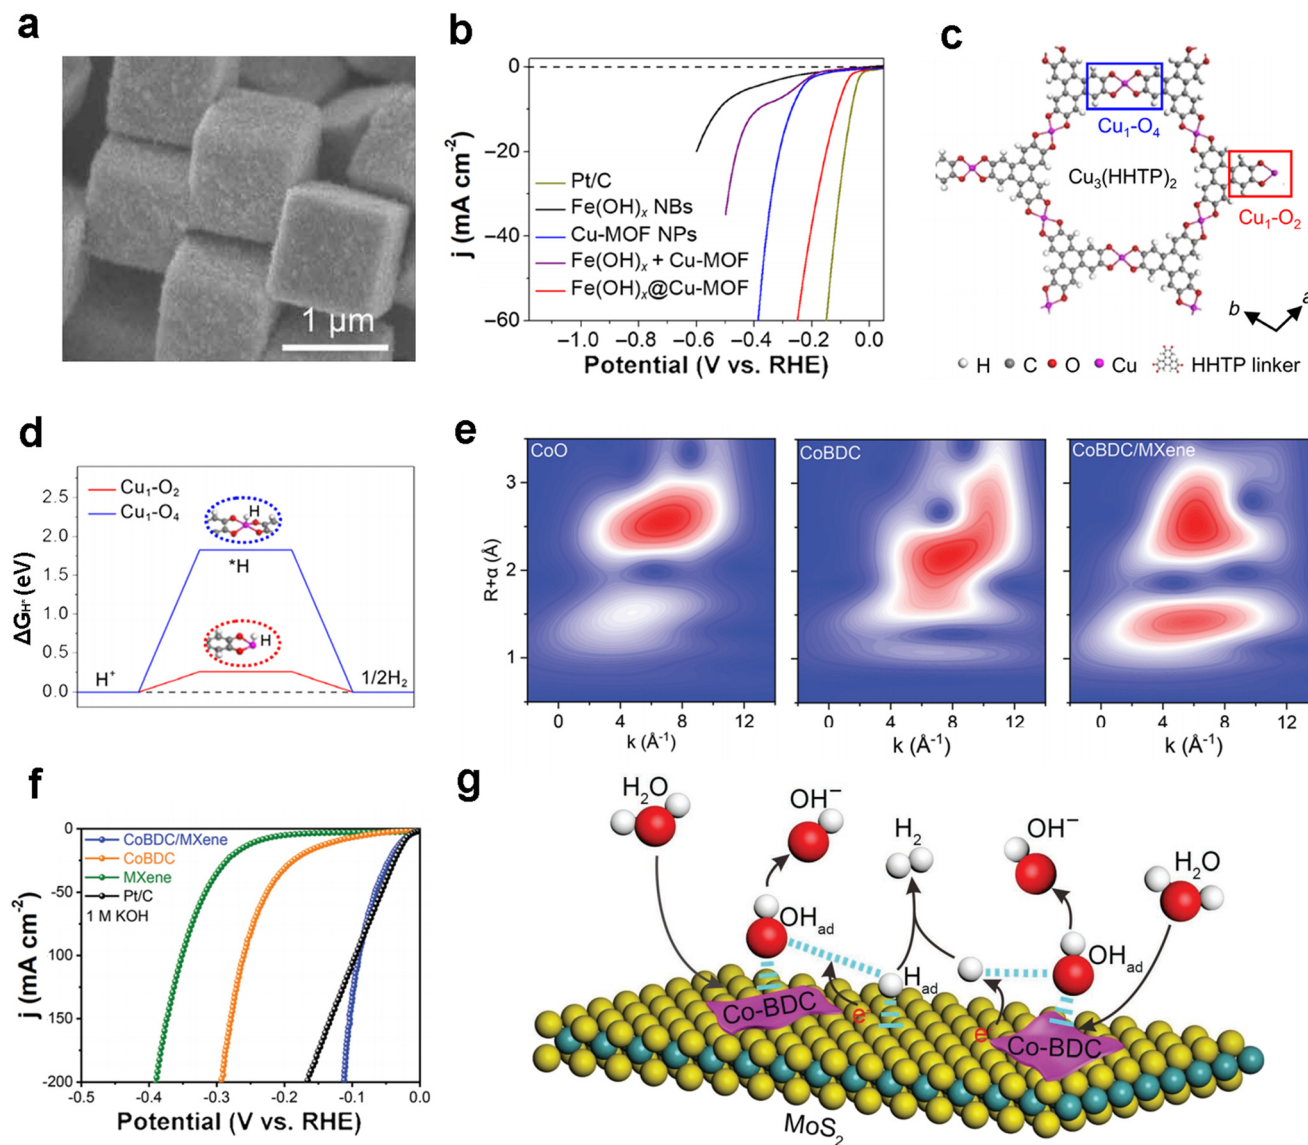 a
1 μm
b
j (mA cm⁻²)
0
−20
−40
−60
Pt/C
Fe(OH)ₓ NBs
Cu-MOF NPs
Fe(OH)ₓ + Cu-MOF
Fe(OH)ₓ@Cu-MOF
−1.0 −0.8 −0.6 −0.4 −0.2 0.0
Potential (V vs. RHE)
c
Cu₁-O₄
Cu₃(HHTP)₂
Cu₁-O₂
b a
H C O Cu HHTP linker
d
ΔG_H* (eV)
2.5
2.0
1.5
1.0
0.5
0.0
Cu₁-O₂
Cu₁-O₄
H
*H
H
H⁺
1/2H₂
e
CoO
CoBDC
CoBDC/MXene
R+α (Å)
3
2
1
0 4 8 12
0 4 8 12
0 4 8 12
k (Å⁻¹)
k (Å⁻¹)
k (Å⁻¹)
f
j (mA cm⁻²)
0
-50
-100
-150
-200
CoBDC/MXene
CoBDC
MXene
Pt/C
1 M KOH
-0.5 -0.4 -0.3 -0.2 -0.1 0.0
Potential (V vs. RHE)
g
H₂O
OH⁻
H₂
OH⁻
H₂O
OH_ad
OH_ad
H_ad
Co-BDC
e⁻
e⁻
Co-BDC
MoS₂